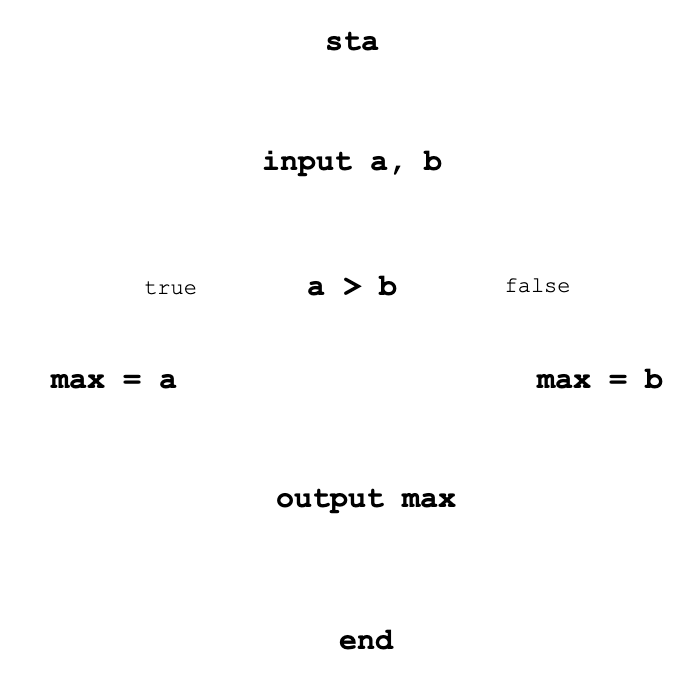 sta
input a, b
true a > b false
max = a max = b
output max
end